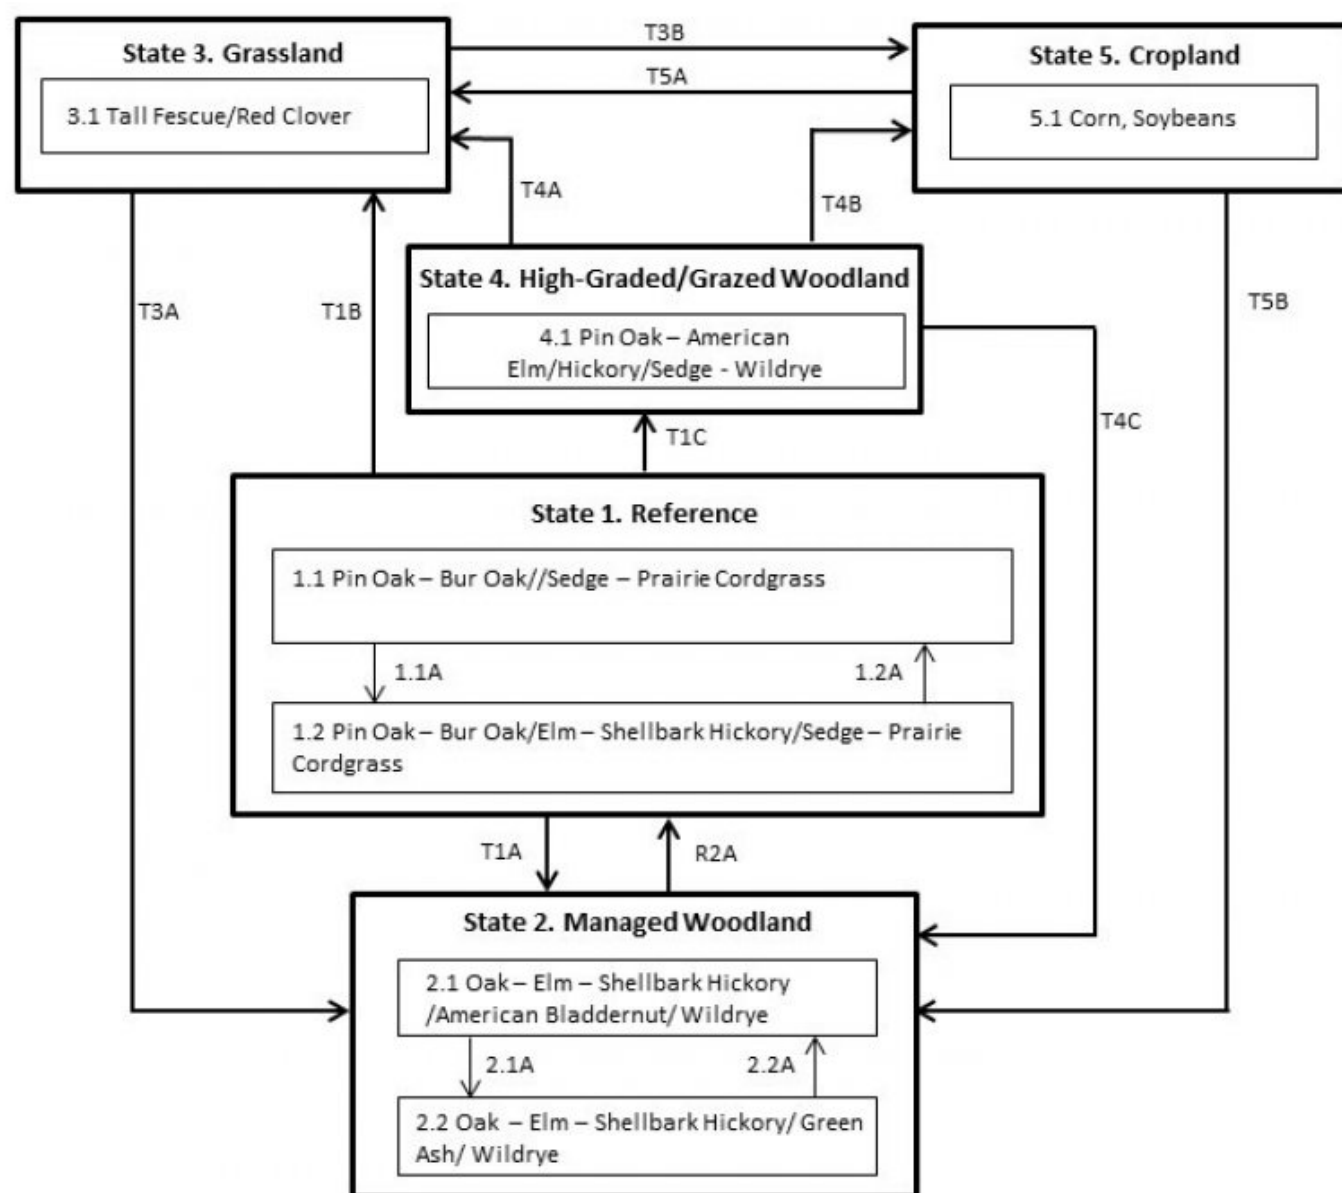 State 3. Grassland
3.1 Tall Fescue/Red Clover
T3B
T5A
State 5. Cropland
5.1 Corn, Soybeans
T4A
T4B
State 4. High-Graded/Grazed Woodland
4.1 Pin Oak – American
Elm/Hickory/Sedge - Wildrye
T3A
T1B
T5B
T1C
T4C
State 1. Reference
1.1 Pin Oak – Bur Oak//Sedge – Prairie Cordgrass
1.1A
1.2A
1.2 Pin Oak – Bur Oak/Elm – Shellbark Hickory/Sedge – Prairie
Cordgrass
T1A
R2A
State 2. Managed Woodland
2.1 Oak – Elm – Shellbark Hickory
/American Bladdernut/ Wildrye
2.1A
2.2A
2.2 Oak – Elm – Shellbark Hickory/ Green
Ash/ Wildrye